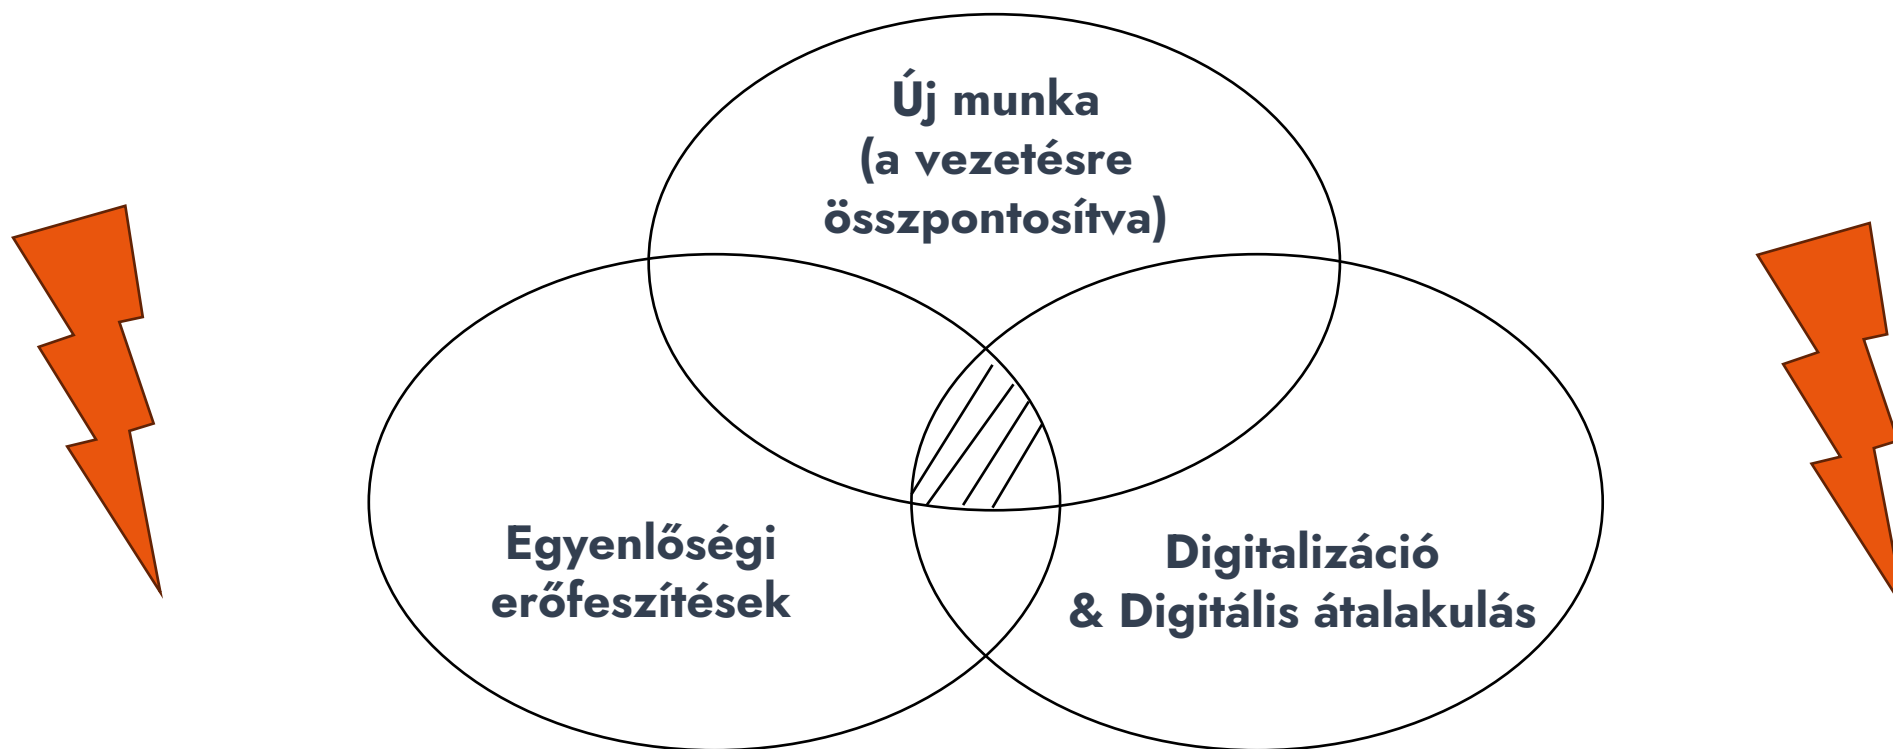 Új munka
(a vezetésre
összpontosítva)
Egyenlőségi
erőfeszítések
Digitalizáció
& Digitális átalakulás